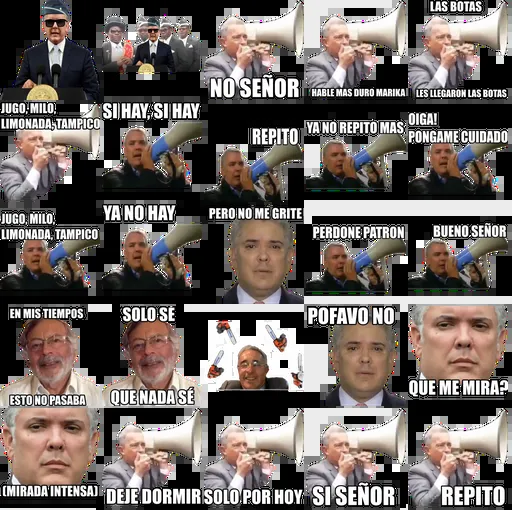 LAS BOTAS
NO SEÑOR
HABLE MAS DURO MARIKA
LES LLEGARON LAS BOTAS
JUGO, MILO,
LIMONADA, TAMPICO
SI HAY, SI HAY
REPITO
YA NO REPITO MAS
OIGA!
PONGAME CUIDADO
JUGO, MILO,
LIMONADA, TAMPICO
YA NO HAY
PERO NO ME GRITE
PERDONE PATRON
BUENO SEÑOR
EN MIS TIEMPOS
ESTO NO PASABA
SOLO SÉ
QUE NADA SÉ
POFAVO NO
QUE ME MIRA?
(MIRADA INTENSA)
DEJE DORMIR
SOLO POR HOY
SI SEÑOR
REPITO